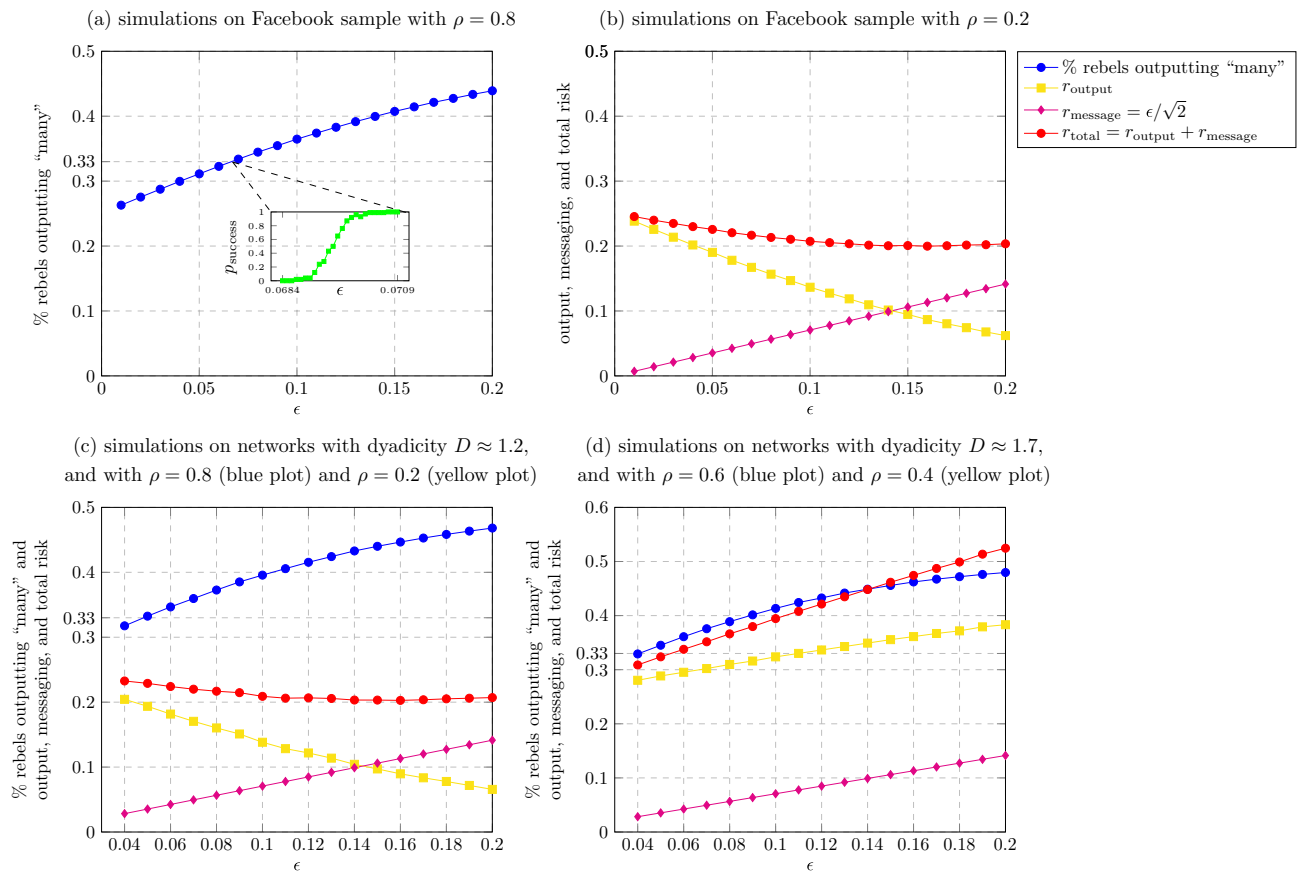 (a) simulations on Facebook sample with ρ = 0.8
(b) simulations on Facebook sample with ρ = 0.2
% rebels outputting “many”
0.5
0.4
0.33
0.3
0.2
0.1
0
0
0.05
0.1
0.15
0.2
ϵ
p_success
1
0.8
0.6
0.4
0.2
0
0.0684
ϵ
0.0709
output, messaging, and total risk
0.5
0.4
0.3
0.2
0.1
0
0
0.05
0.1
0.15
0.2
ϵ
% rebels outputting “many”
r_output
r_message = ϵ/√2
r_total = r_output + r_message
(c) simulations on networks with dyadicity D ≈ 1.2,
and with ρ = 0.8 (blue plot) and ρ = 0.2 (yellow plot)
% rebels outputting “many” and
output, messaging, and total risk
0.5
0.4
0.33
0.3
0.2
0.1
0
0.04
0.06
0.08
0.1
0.12
0.14
0.16
0.18
0.2
ϵ
(d) simulations on networks with dyadicity D ≈ 1.7,
and with ρ = 0.6 (blue plot) and ρ = 0.4 (yellow plot)
% rebels outputting “many” and
output, messaging, and total risk
0.6
0.5
0.4
0.33
0.3
0.2
0.1
0
0.04
0.06
0.08
0.1
0.12
0.14
0.16
0.18
0.2
ϵ